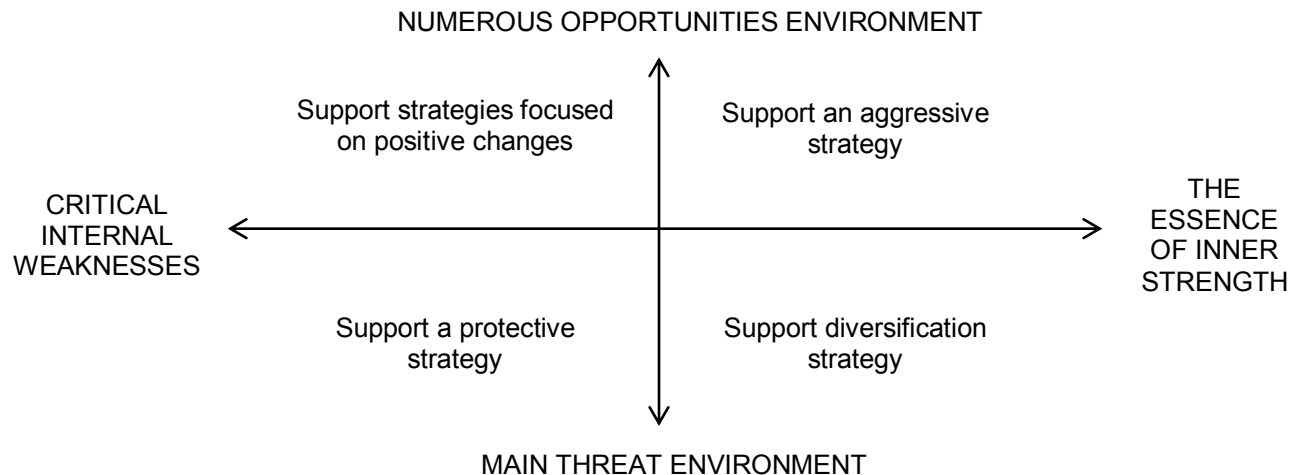 NUMEROUS OPPORTUNITIES ENVIRONMENT
Support strategies focused
on positive changes
Support an aggressive
strategy
CRITICAL
INTERNAL
WEAKNESSES
THE
ESSENCE
OF INNER
STRENGTH
Support a protective
strategy
Support diversification
strategy
MAIN THREAT ENVIRONMENT